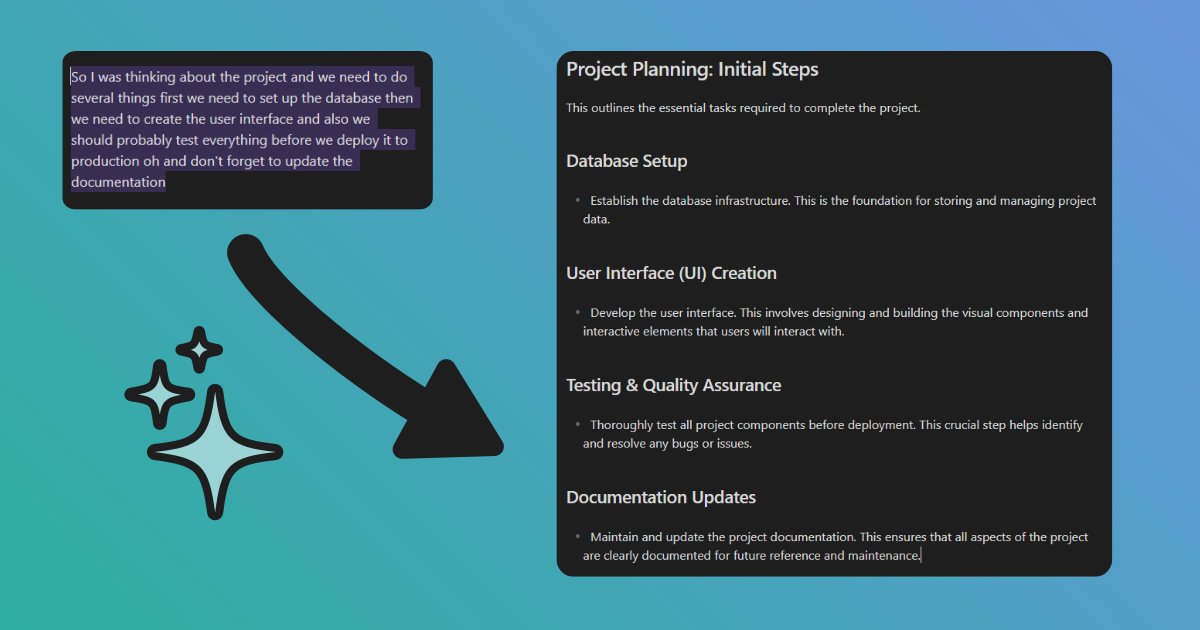 So I was thinking about the project and we need to do
several things first we need to set up the database then
we need to create the user interface and also we
should probably test everything before we deploy it to
production oh and don't forget to update the
documentation
Project Planning: Initial Steps
This outlines the essential tasks required to complete the project.
Database Setup
• Establish the database infrastructure. This is the foundation for storing and managing project
data.
User Interface (UI) Creation
• Develop the user interface. This involves designing and building the visual components and
interactive elements that users will interact with.
Testing & Quality Assurance
• Thoroughly test all project components before deployment. This crucial step helps identify
and resolve any bugs or issues.
Documentation Updates
• Maintain and update the project documentation. This ensures that all aspects of the project
are clearly documented for future reference and maintenance.